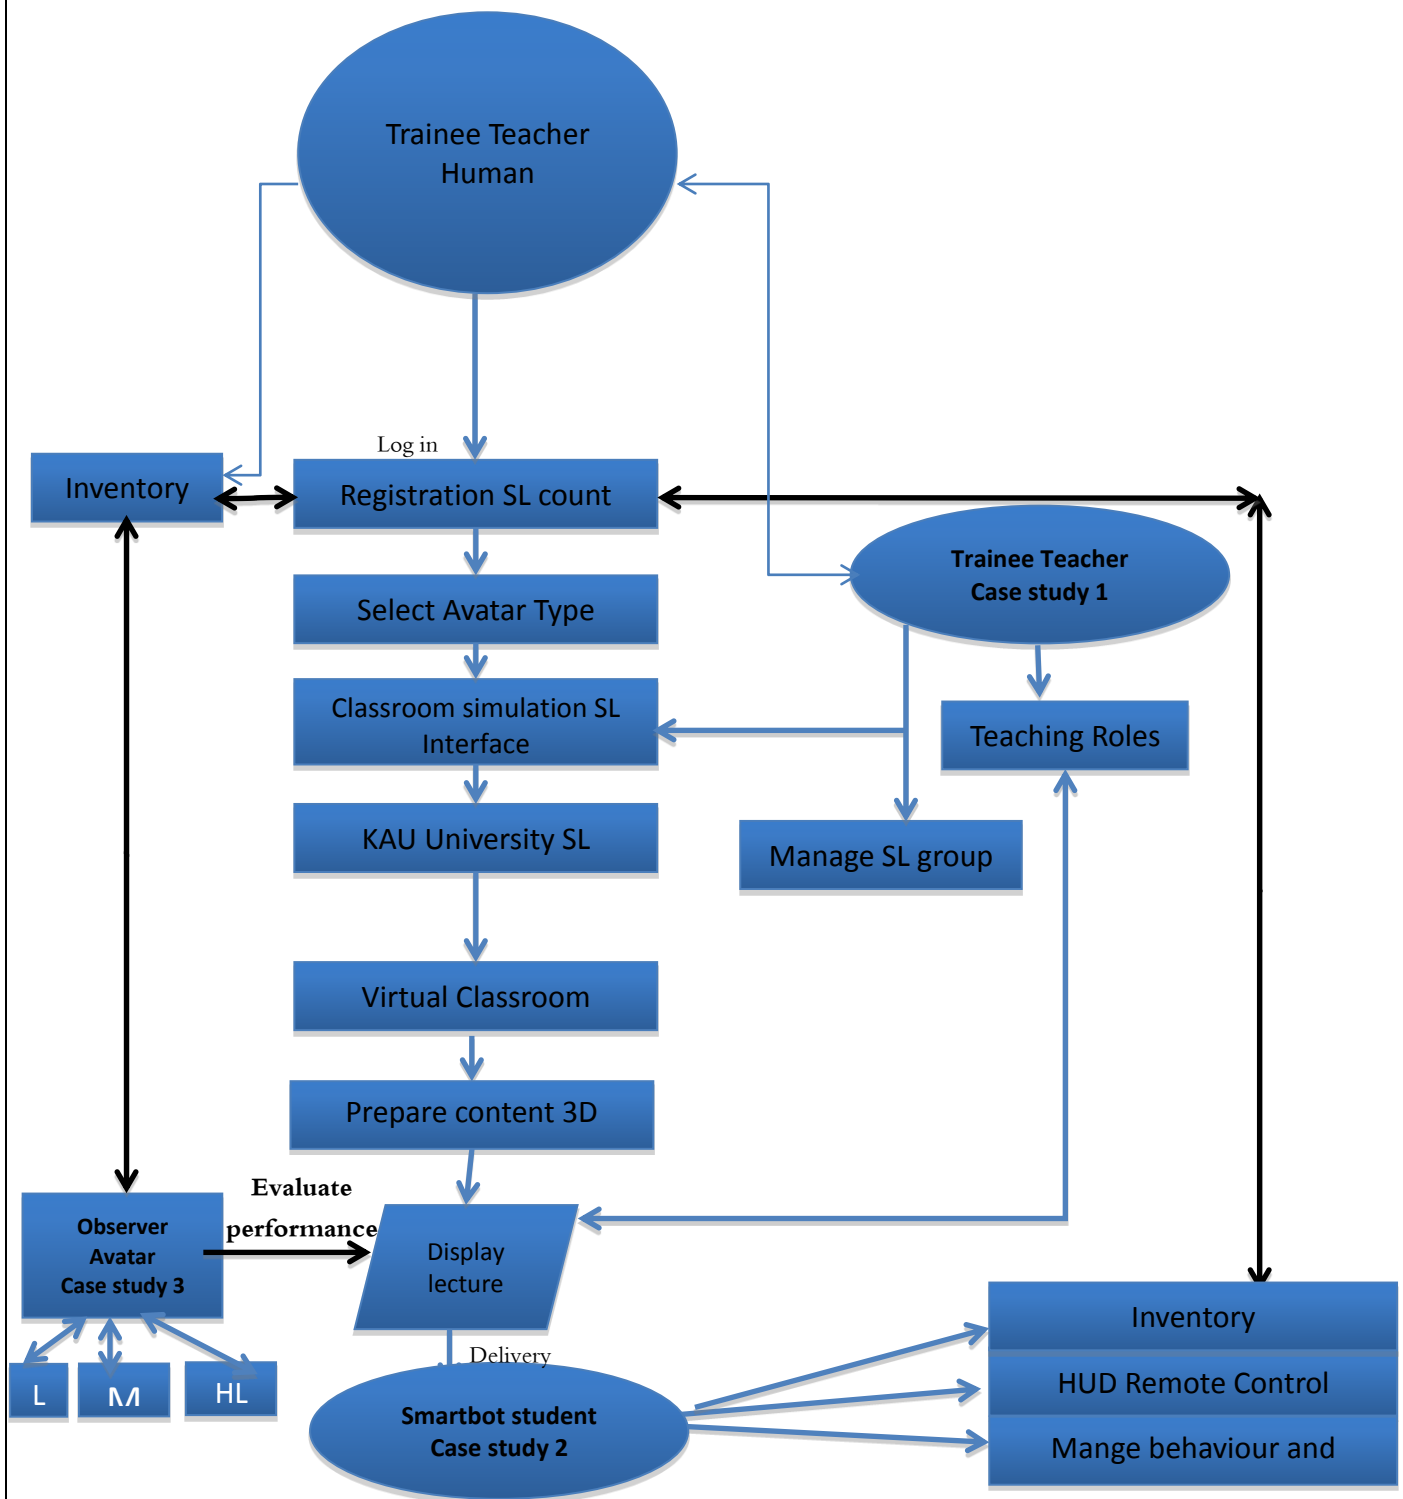 Trainee Teacher
Human
Log in
Inventory
Registration SL count
Trainee Teacher
Case study 1
Select Avatar Type
Classroom simulation SL
Interface
Teaching Roles
KAU University SL
Manage SL group
Virtual Classroom
Prepare content 3D
Evaluate
performance
Observer
Avatar
Case study 3
Display
lecture
Inventory
Delivery
HUD Remote Control
L
M
HL
Smartbot student
Case study 2
Mange behaviour and